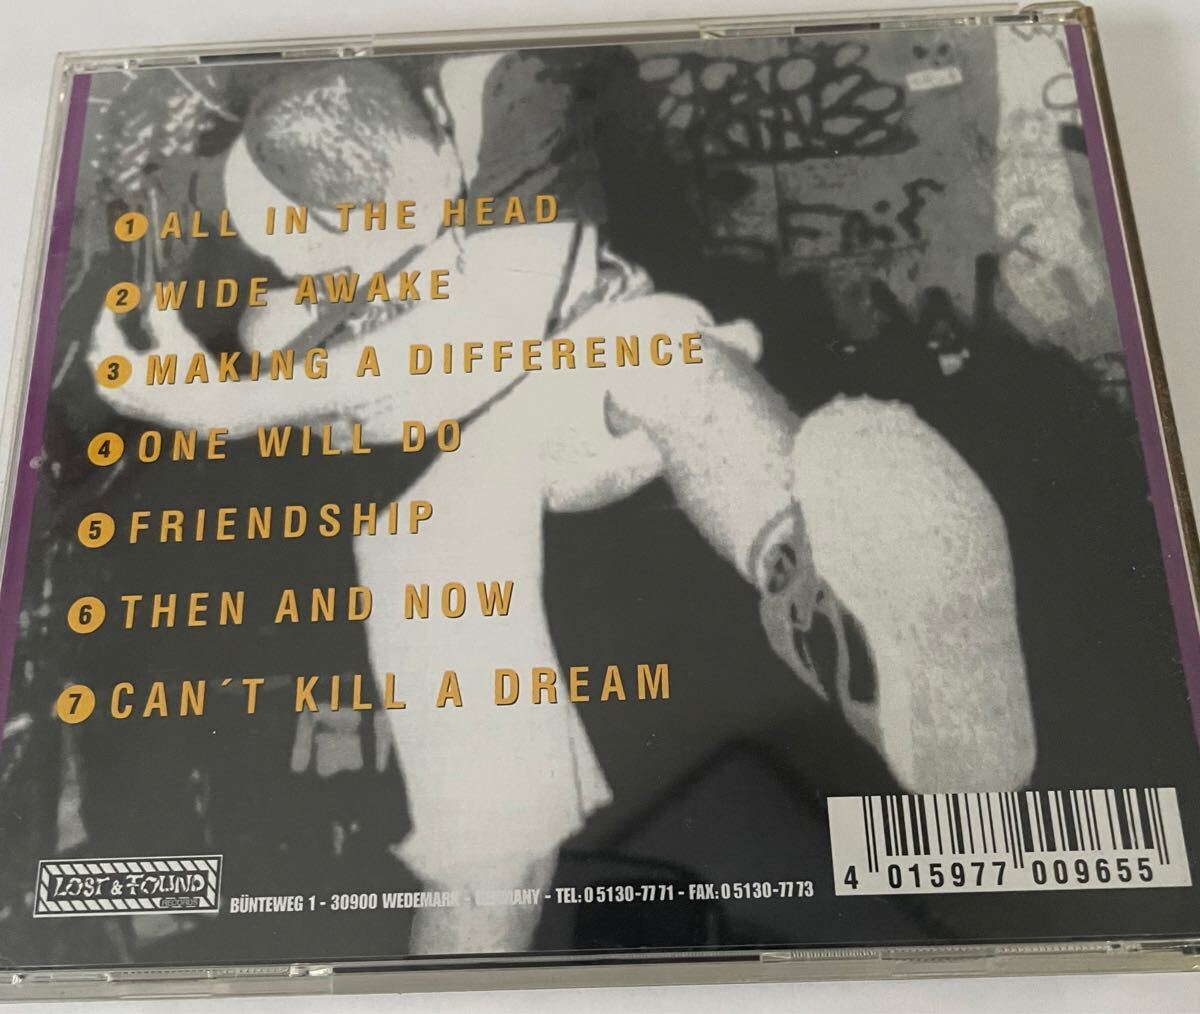 1 ALL IN THE HEAD
2 WIDE AWAKE
3 MAKING A DIFFERENCE
4 ONE WILL DO
5 FRIENDSHIP
6 THEN AND NOW
7 CAN´T KILL A DREAM
LOST & FOUND
RECORDS
BÜNTEWEG 1 - 30900 WEDEMARK - GERMANY - TEL: 0 5130-77 71 - FAX: 0 5130-77 73
4 015977 009655